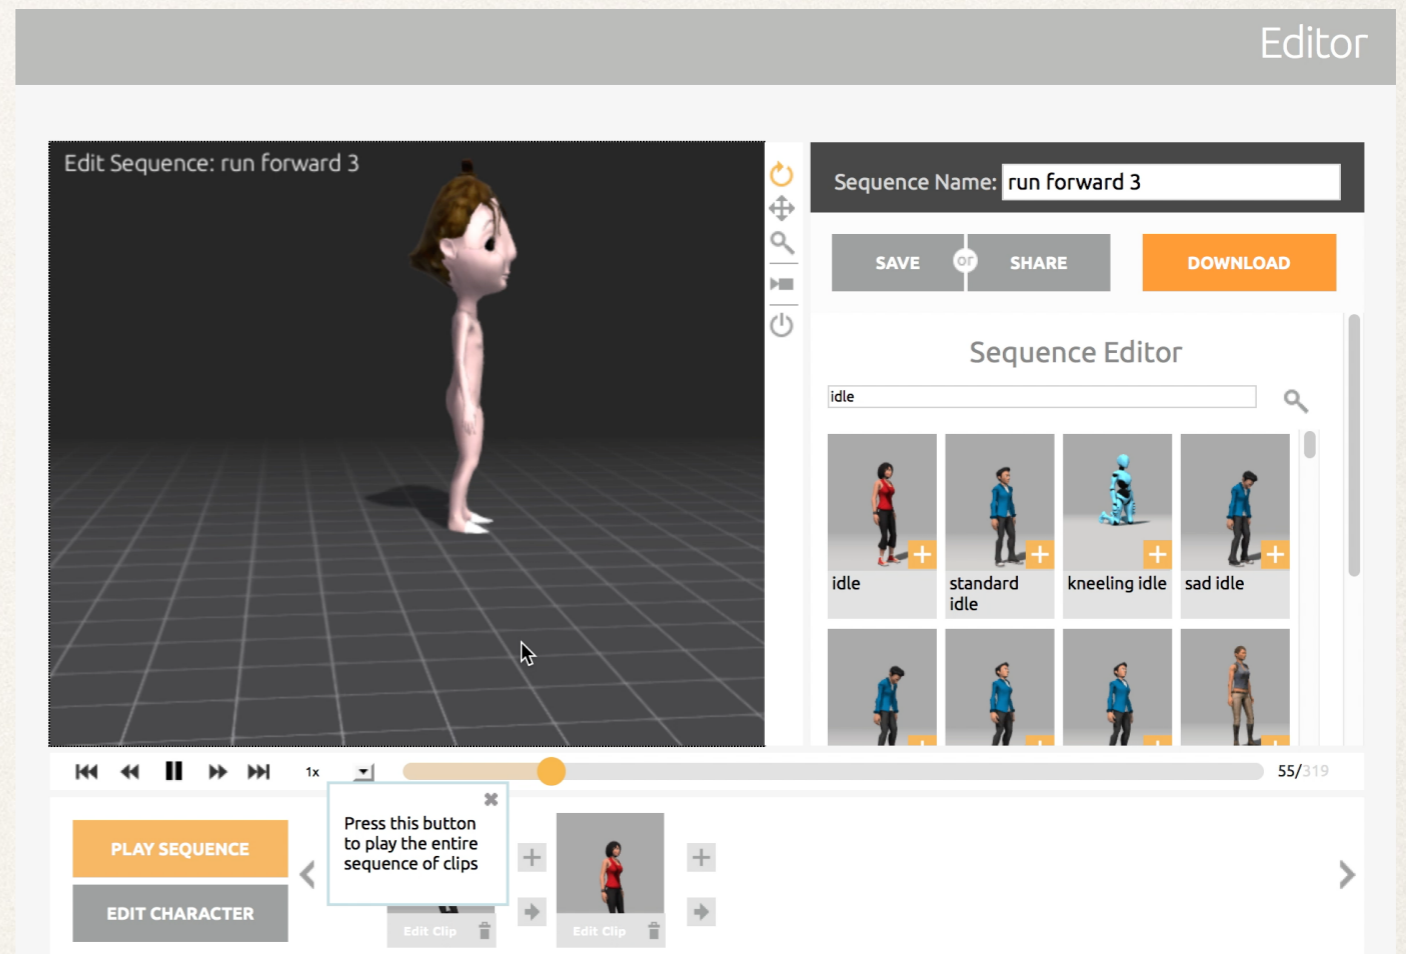 Editor
Edit Sequence: run forward 3
Sequence Name: run forward 3
SAVE or SHARE
DOWNLOAD
Sequence Editor
idle
idle
standard
idle
kneeling idle
sad idle
1x
55/319
Press this button
to play the entire
sequence of clips
PLAY SEQUENCE
EDIT CHARACTER
Edit Clip
Edit Clip